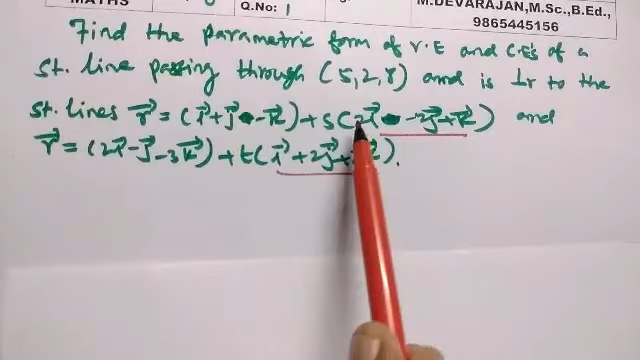 MATHS
Q.No: 1
M.DEVARAJAN,M.Sc.,B.Ed.,
9865445156
Find the parametric form of V.E and C.E's of a
st. line passing through (5,2,8) and is ⊥r to the
st. lines r⃗ = (i⃗+j⃗-k⃗)+s(2i⃗-2j⃗+k⃗) and
r⃗ = (2i⃗-j⃗-3k⃗)+t(i⃗+2j⃗+ k⃗).